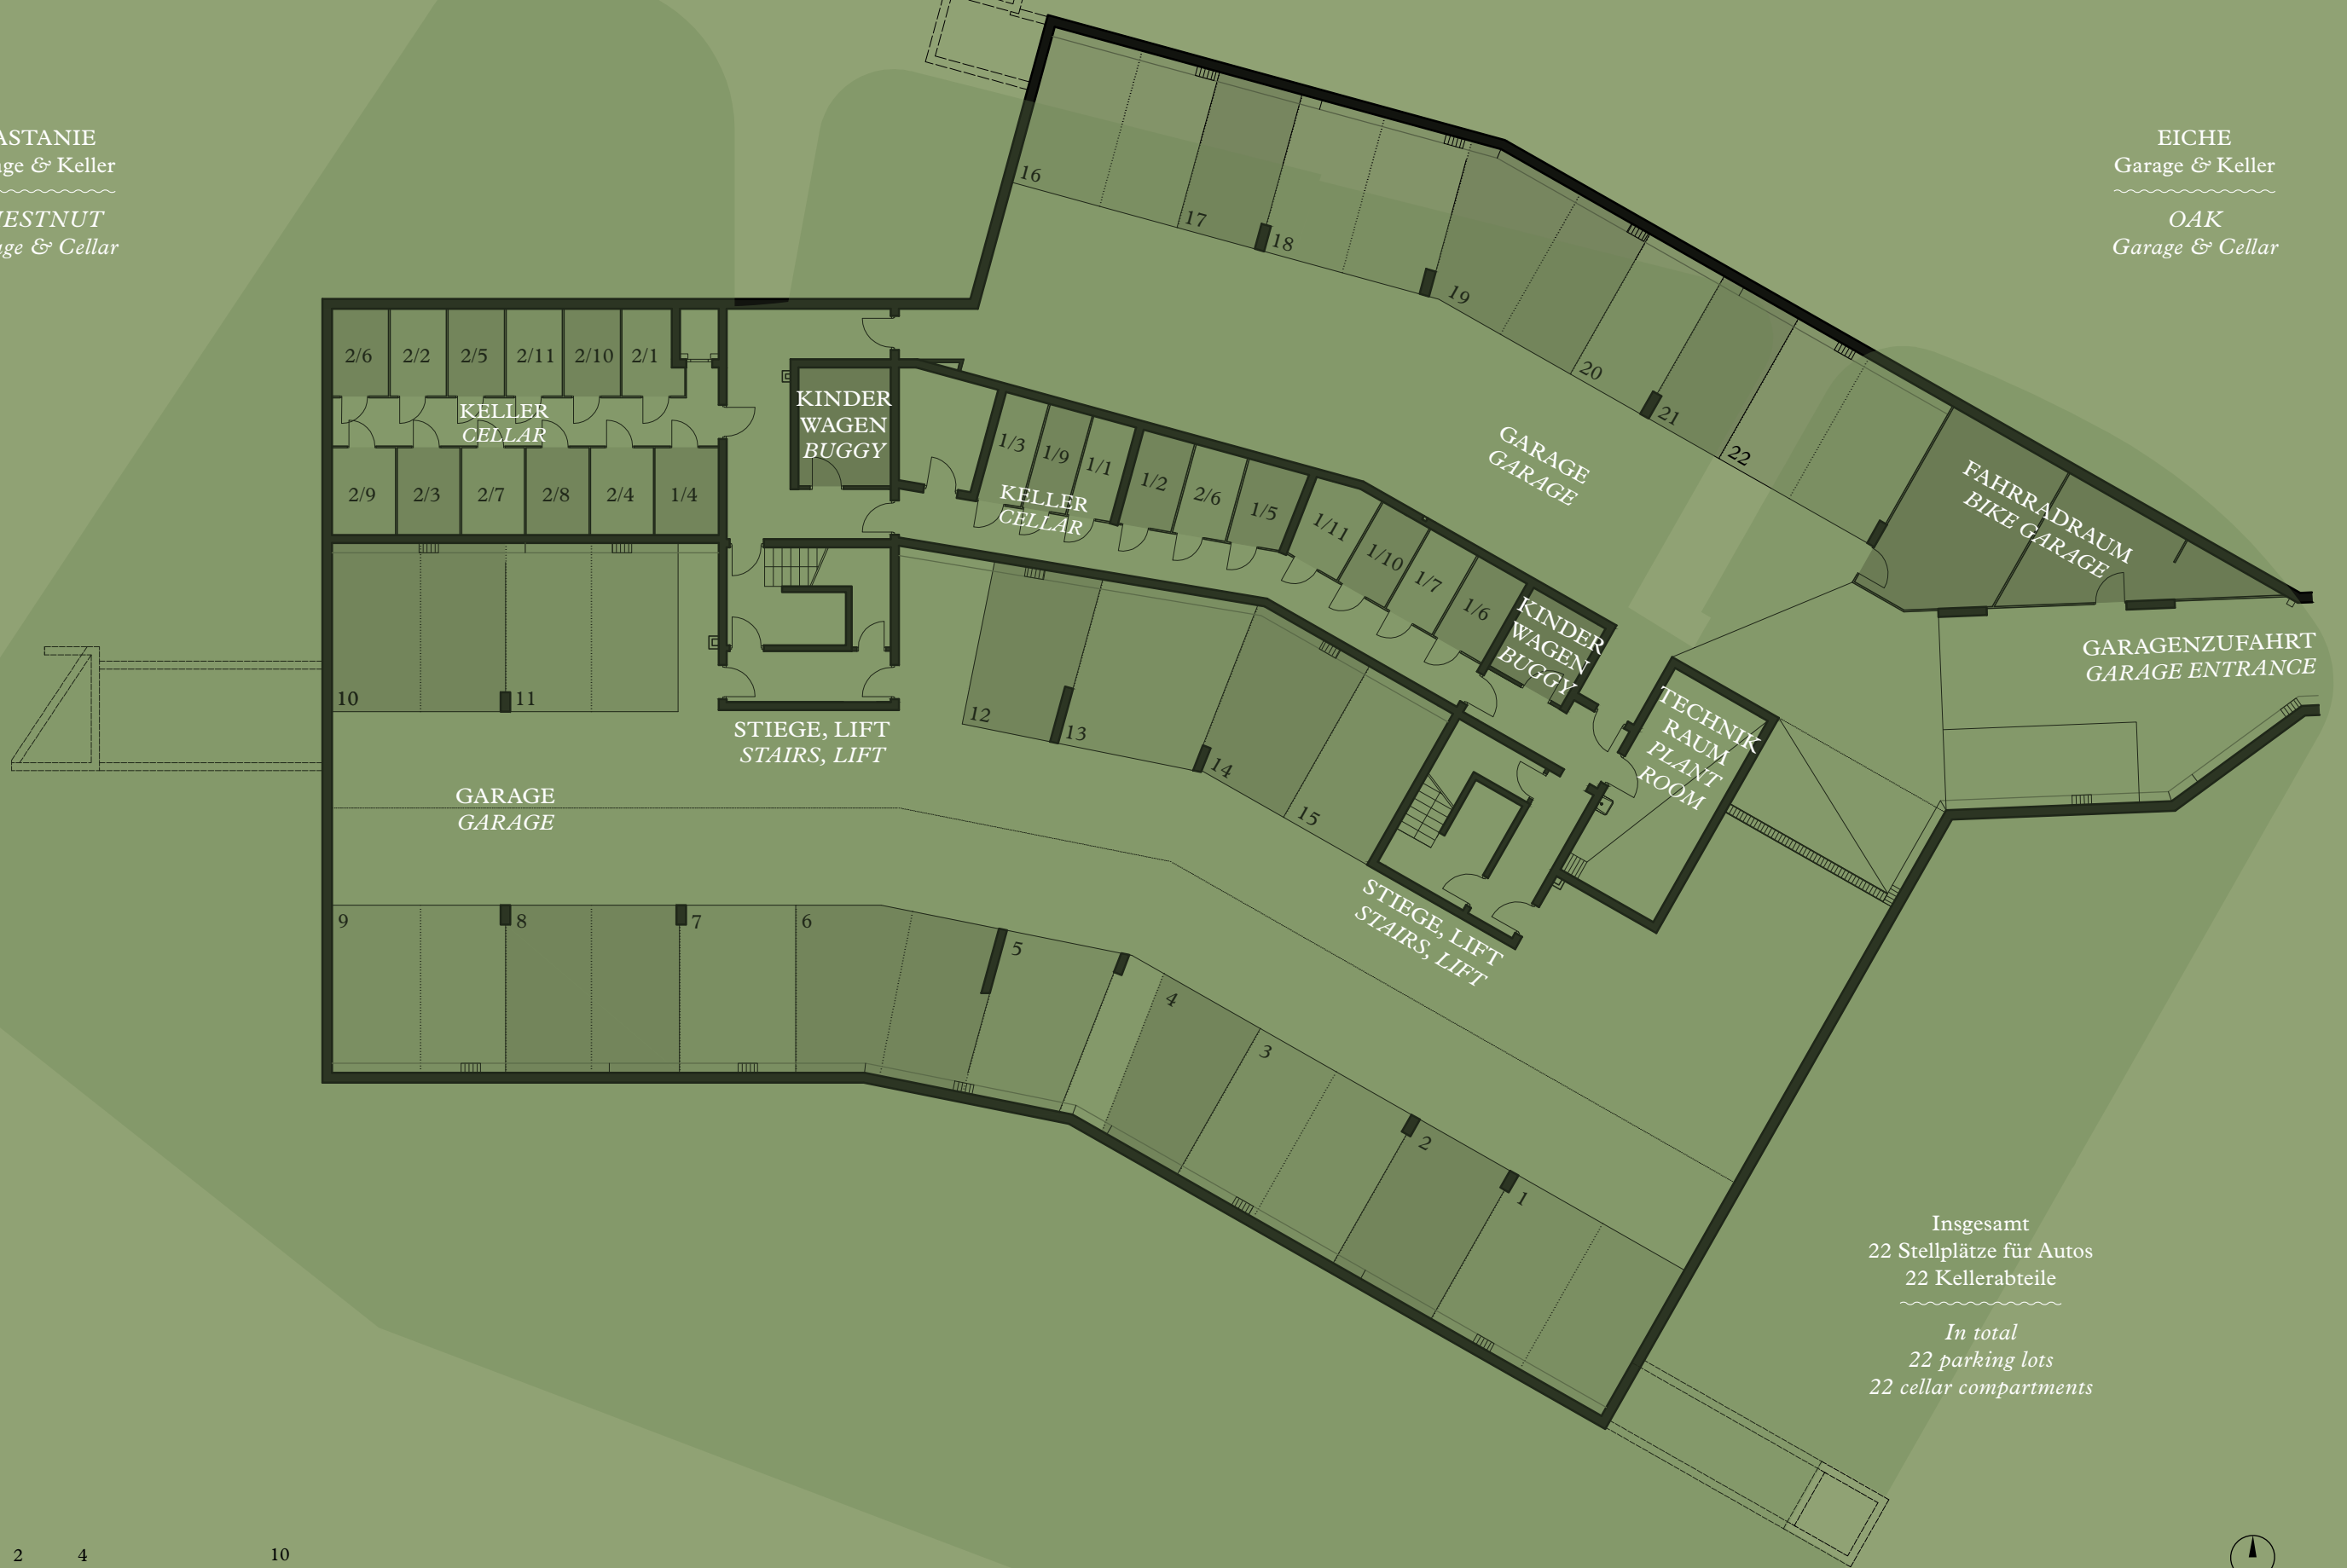 ASTANIE
ge & Keller
ESTNUT
ge & Cellar
EICHE
Garage & Keller
OAK
Garage & Cellar
16
17
18
19
20
21
22
2/6
2/2
2/5
2/11
2/10
2/1
KELLER
CELLAR
2/9
2/3
2/7
2/8
2/4
1/4
KINDER
WAGEN
BUGGY
1/3
1/9
1/1
1/2
2/6
1/5
1/11
1/10
1/7
1/6
KELLER
CELLAR
GARAGE
GARAGE
FAHRRADRAUM
BIKE GARAGE
KINDER
WAGEN
BUGGY
GARAGENZUFAHRT
GARAGE ENTRANCE
TECHNIK
RAUM
PLANT
ROOM
10
11
12
13
14
15
STIEGE, LIFT
STAIRS, LIFT
GARAGE
GARAGE
STIEGE, LIFT
STAIRS, LIFT
9
8
7
6
5
4
3
2
1
Insgesamt
22 Stellplätze für Autos
22 Kellerabteile
In total
22 parking lots
22 cellar compartments
2 4 10